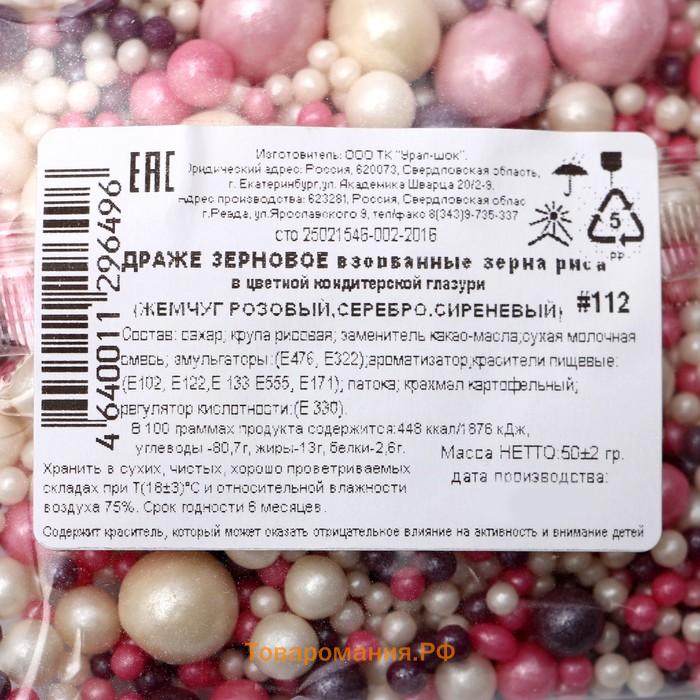 EAC
Изготовитель: ООО ТК "Урал-шок".
Юридический адрес: Россия, 620073, Свердловская область,
г. Екатеринбург,ул. Академика Шварца 20/2-9.
Адрес производства: 623281, Россия, Свердловская облас
г.Ревда, ул.Ярославского 9, тел/факс 8(343)9-735-337
сто 25021546-002-2016
5
PP
ДРАЖЕ ЗЕРНОВОЕ взорванные зерна риса
в цветной кондитерской глазури
(ЖЕМЧУГ РОЗОВЫЙ,СЕРЕБРО,СИРЕНЕВЫЙ)
#112
Состав: сахар; крупа рисовая; заменитель какао-масла;сухая молочная
смесь; эмульгаторы:(Е476, Е322);ароматизатор;красители пищевые:
(Е102, Е122,Е 133 Е555, Е171); патока; крахмал картофельный;
регулятор кислотности:(Е 330).
В 100 граммах продукта содержится:448 ккал/1876 кДж,
углеводы -80,7г, жиры-13г, белки-2,6г.
Масса НЕТТО:50±2 гр.
дата производства:
Хранить в сухих, чистых, хорошо проветриваемых
складах при Т(18±3)°С и относительной влажности
воздуха 75%. Срок годности 6 месяцев.
Содержит краситель, который может оказать отрицательное влияние на активность и внимание детей
4 640011 296496
Товаромания.РФ